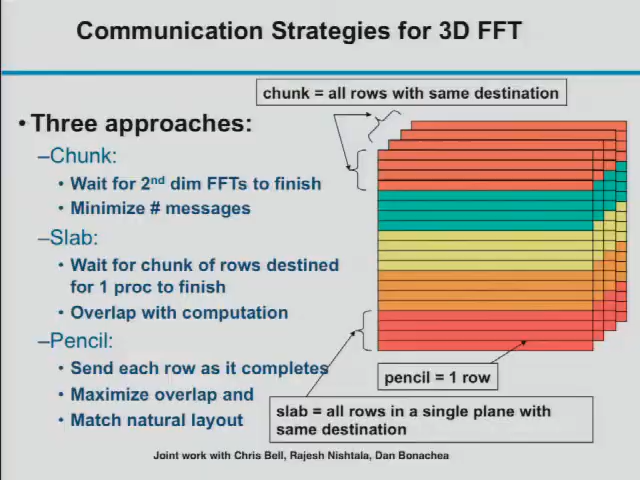 Communication Strategies for 3D FFT
chunk = all rows with same destination
• Three approaches:
–Chunk:
• Wait for 2nd dim FFTs to finish
• Minimize # messages
–Slab:
• Wait for chunk of rows destined
for 1 proc to finish
• Overlap with computation
–Pencil:
• Send each row as it completes
• Maximize overlap and
• Match natural layout
pencil = 1 row
slab = all rows in a single plane with
same destination
Joint work with Chris Bell, Rajesh Nishtala, Dan Bonachea